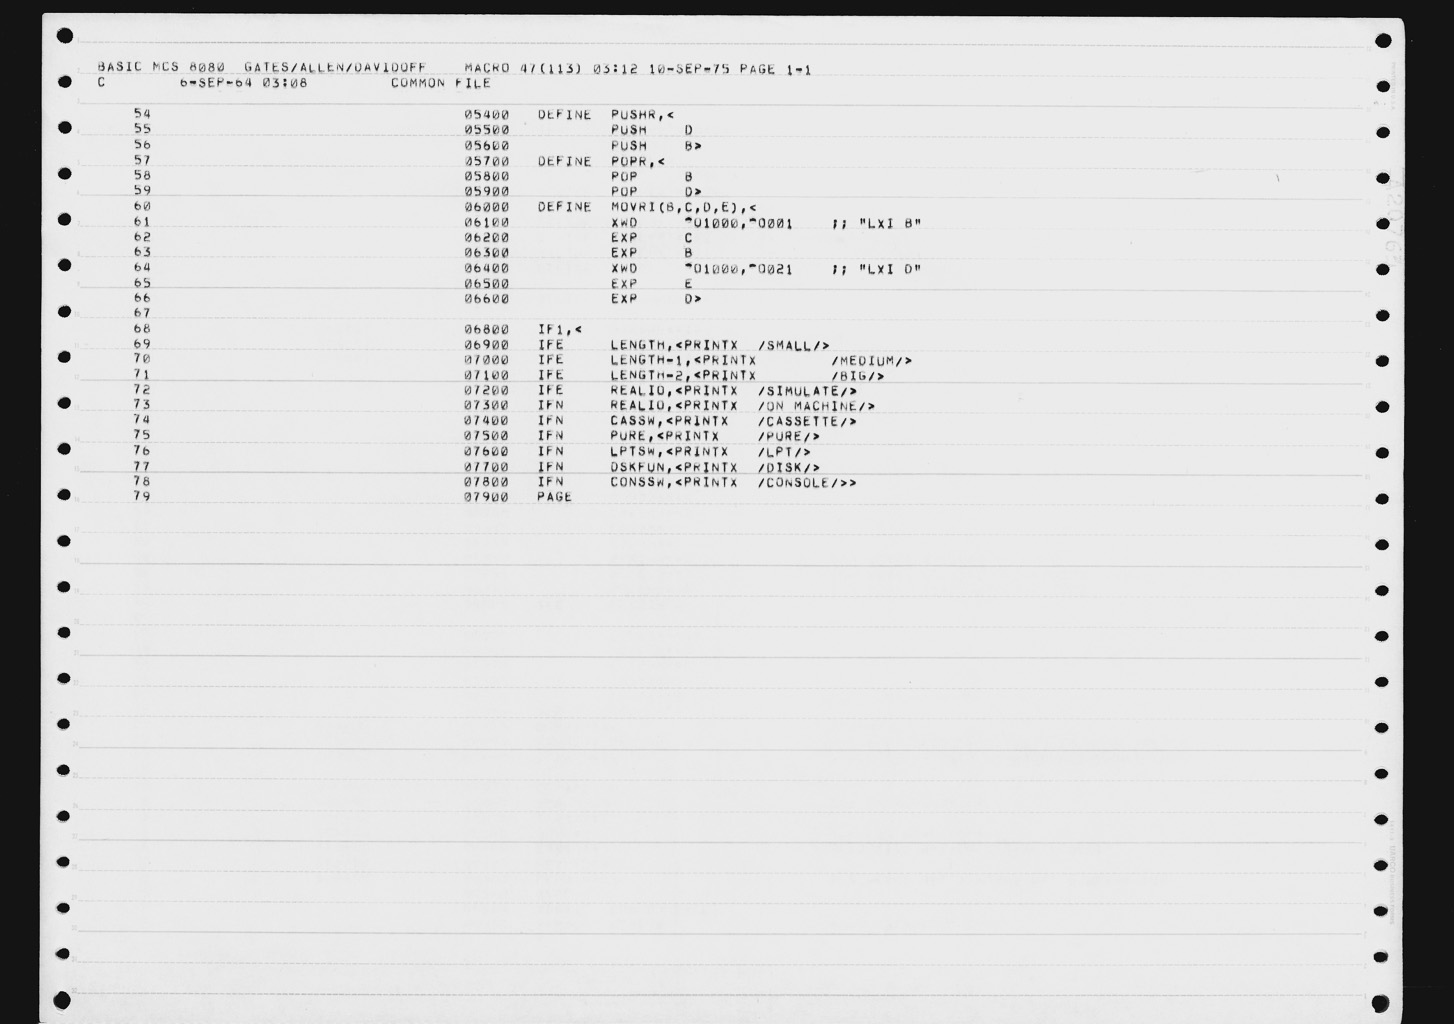 BASIC MCS 8080  GATES/ALLEN/DAVIDOFF    MACRO 47(113) 03:12 10-SEP-75 PAGE 1-1
C        6-SEP-64 03:08         COMMON FILE
54    05400   DEFINE  PUSHR,<
55    05500           PUSH    D
56    05600           PUSH    B>
57    05700   DEFINE  POPR,<
58    05800           POP     B
59    05900           POP     D>
60    06000   DEFINE  MOVRI(B,C,D,E),<
61    06100           XWD     ^O1000,^O001    ;; "LXI B"
62    06200           EXP     C
63    06300           EXP     B
64    06400           XWD     ^O1000,^O021    ;; "LXI D"
65    06500           EXP     E
66    06600           EXP     D>
67
68    06800   IF1,<
69    06900   IFE     LENGTH,<PRINTX  /SMALL/>
70    07000   IFE     LENGTH-1,<PRINTX        /MEDIUM/>
71    07100   IFE     LENGTH-2,<PRINTX        /BIG/>
72    07200   IFE     REALIO,<PRINTX  /SIMULATE/>
73    07300   IFN     REALIO,<PRINTX  /ON MACHINE/>
74    07400   IFN     CASSW,<PRINTX   /CASSETTE/>
75    07500   IFN     PURE,<PRINTX    /PURE/>
76    07600   IFN     LPTSW,<PRINTX   /LPT/>
77    07700   IFN     DSKFUN,<PRINTX  /DISK/>
78    07800   IFN     CONSSW,<PRINTX  /CONSOLE/>>
79    07900   PAGE